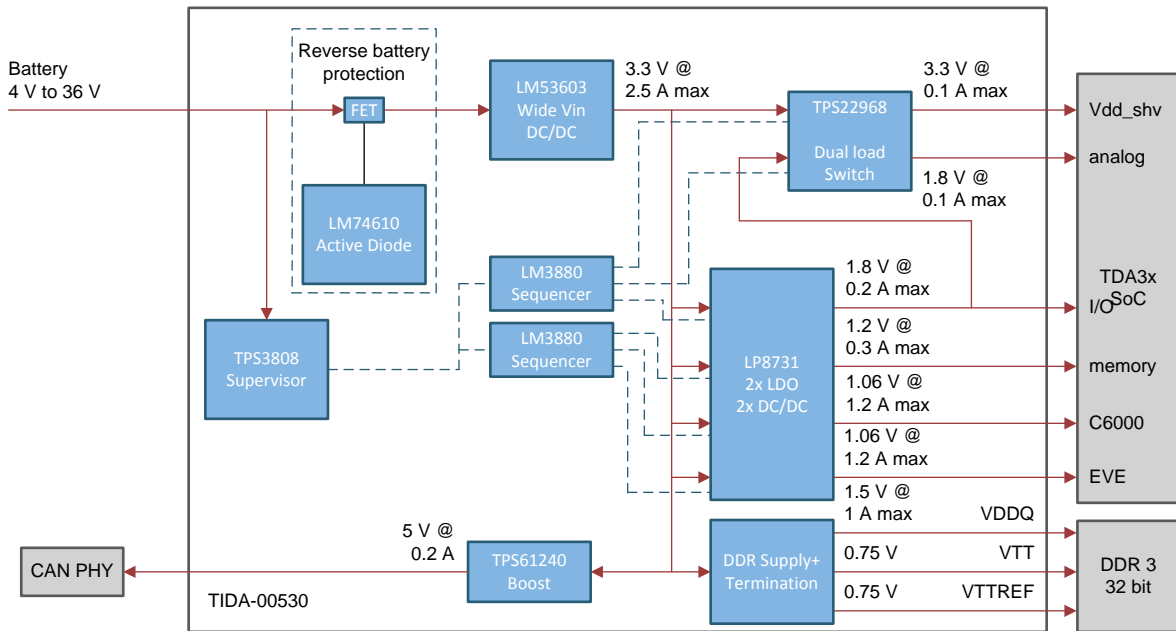 Battery
4 V to 36 V
Reverse battery
protection
FET
LM74610
Active Diode
LM53603
Wide Vin
DC/DC
3.3 V @
2.5 A max
TPS22968
Dual load
Switch
3.3 V @
0.1 A max
1.8 V @
0.1 A max
Vdd_shv
analog
TDA3x
SoC
I/O
memory
C6000
EVE
LM3880
Sequencer
LM3880
Sequencer
TPS3808
Supervisor
LP8731
2x LDO
2x DC/DC
1.8 V @
0.2 A max
1.2 V @
0.3 A max
1.06 V @
1.2 A max
1.06 V @
1.2 A max
1.5 V @
1 A max
VDDQ
0.75 V
VTT
0.75 V
VTTREF
DDR 3
32 bit
DDR Supply+
Termination
5 V @
0.2 A
TPS61240
Boost
CAN PHY
TIDA-00530